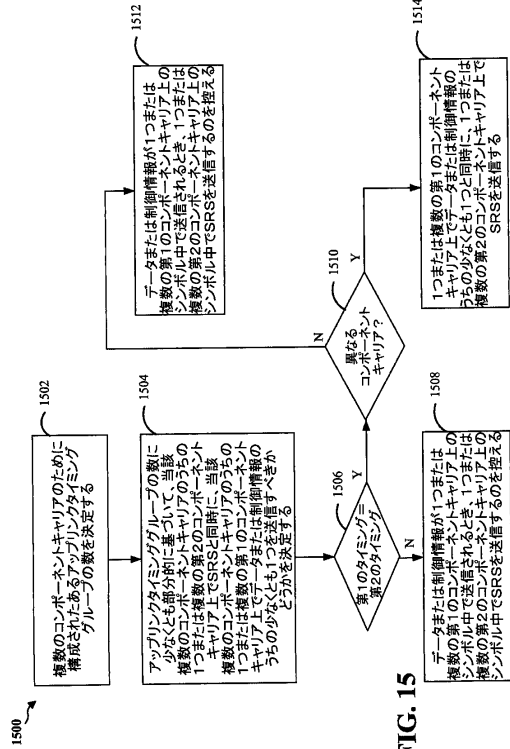 1500
1502
複数のコンポーネントキャリアのために
構成されたあるアップリンクタイミング
グループの数を決定する
1504
アップリンクタイミンググループの数に
少なくとも部分的に基づいて、当該
複数のコンポーネントキャリアのうちの
1つまたは複数の第2のコンポーネント
キャリア上でSRSと同時に、当該
複数のコンポーネントキャリアのうちの
1つまたは複数の第1のコンポーネント
キャリア上でデータまたは制御情報の
うちの少なくとも1つを送信すべきか
どうかを決定する
1506
第1のタイミング=
第2のタイミング
Y
N
1508
データまたは制御情報が1つまたは
複数の第1のコンポーネントキャリア上の
シンボル中で送信されるとき、1つまたは
複数の第2のコンポーネントキャリア上の
シンボル中でSRSを送信するのを控える
1510
異なる
コンポーネント
キャリア?
N
Y
1512
データまたは制御情報が1つまたは
複数の第1のコンポーネントキャリア上の
シンボル中で送信されるとき、1つまたは
複数の第2のコンポーネントキャリア上の
シンボル中でSRSを送信するのを控える
1514
1つまたは複数の第1のコンポーネント
キャリア上でデータまたは制御情報の
うちの少なくとも1つと同時に、1つまたは
複数の第2のコンポーネントキャリア上で
SRSを送信する
FIG. 15